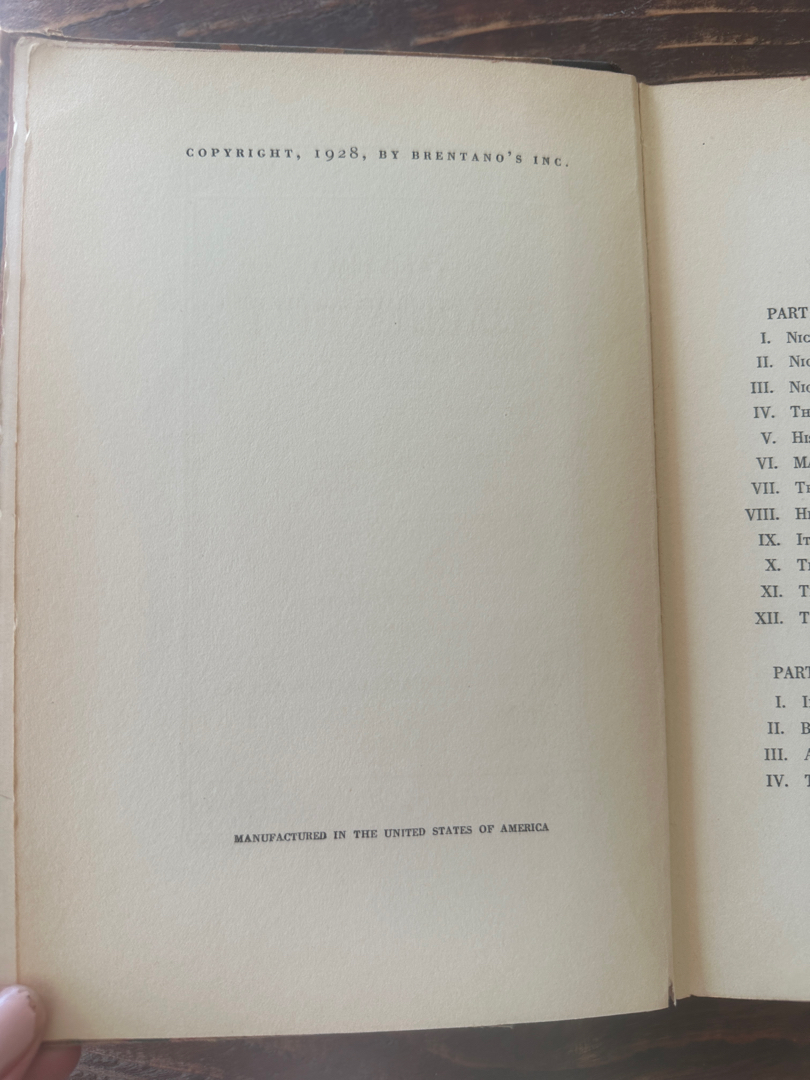 COPYRIGHT, 1928, BY BRENTANO'S INC.
MANUFACTURED IN THE UNITED STATES OF AMERICA
PART
I.
II.
III.
IV.
V.
VI.
VII.
VIII.
IX.
X.
XI.
XII.
PART
I.
II.
III.
IV.